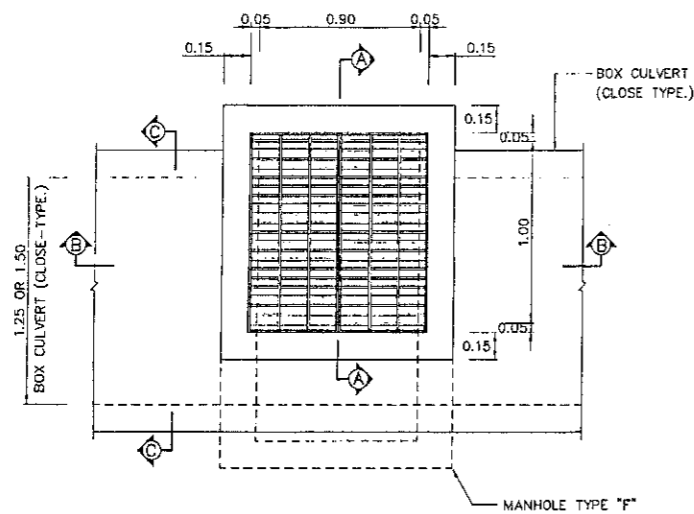 0.05 0.90 0.05
0.15 0.15
A
BOX CULVERT
(CLOSE TYPE.)
0.15
C
0.05
1.25 OR 1.50
BOX CULVERT (CLOSE-TYPE.)
B
1.00
B
0.05
0.15
A
C
MANHOLE TYPE "F"